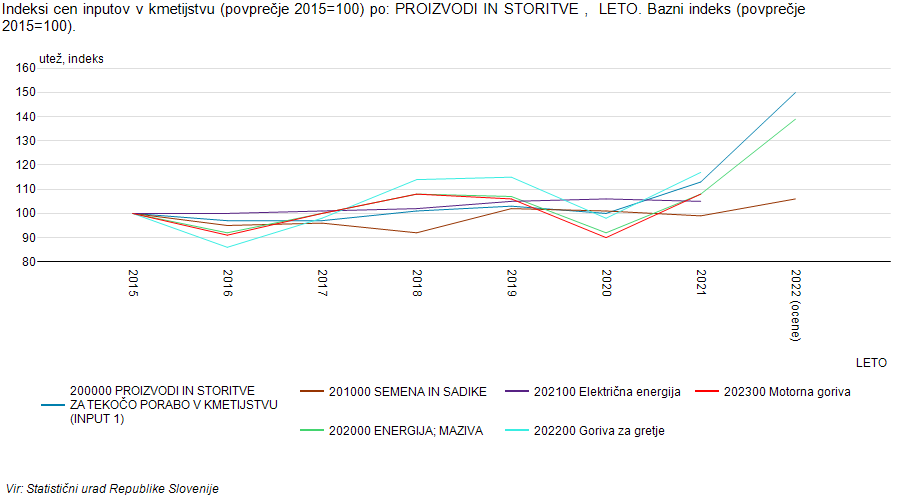 Indeksi cen inputov v kmetijstvu (povprečje 2015=100) po: PROIZVODI IN STORITVE , LETO. Bazni indeks (povprečje
2015=100).
utež, indeks
160
150
140
130
120
110
100
90
80
2015
2016
2017
2018
2019
2020
2021
2022 (ocene)
LETO
200000 PROIZVODI IN STORITVE
ZA TEKOČO PORABO V KMETIJSTVU
(INPUT 1)
201000 SEMENA IN SADIKE
202100 Električna energija
202300 Motorna goriva
202000 ENERGIJA; MAZIVA
202200 Goriva za gretje
Vir: Statistični urad Republike Slovenije